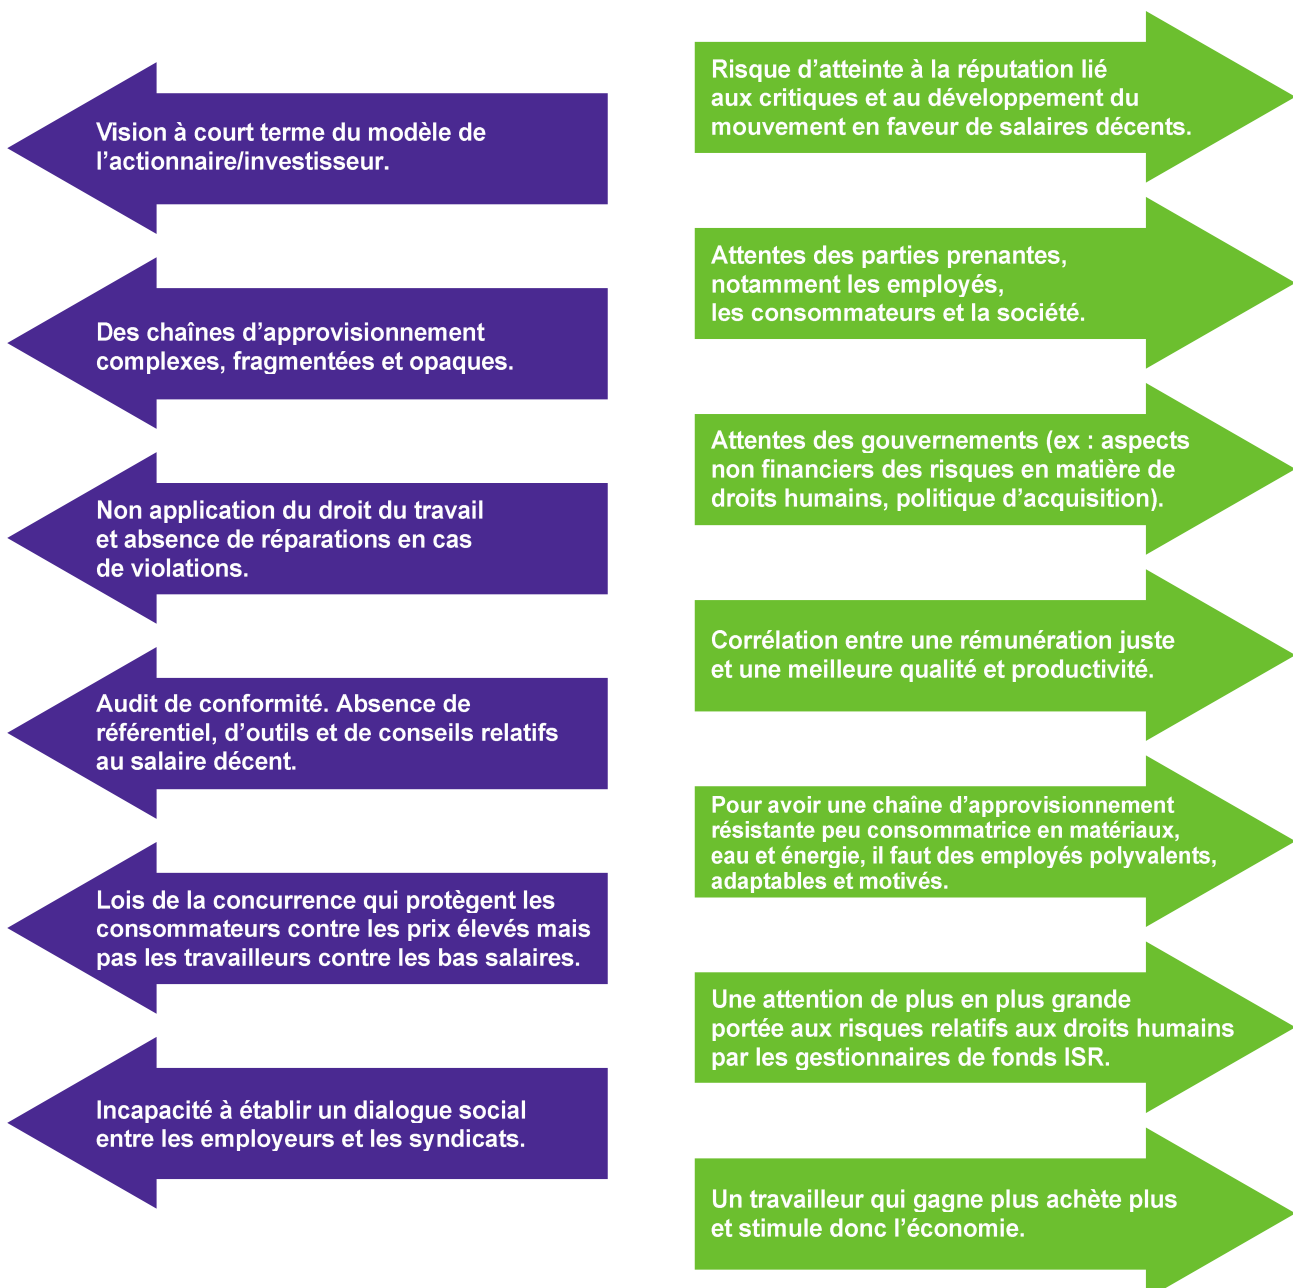 Vision à court terme du modèle de
l'actionnaire/investisseur.
Des chaînes d'approvisionnement
complexes, fragmentées et opaques.
Non application du droit du travail
et absence de réparations en cas
de violations.
Audit de conformité. Absence de
référentiel, d'outils et de conseils relatifs
au salaire décent.
Lois de la concurrence qui protègent les
consommateurs contre les prix élevés mais
pas les travailleurs contre les bas salaires.
Incapacité à établir un dialogue social
entre les employeurs et les syndicats.
Risque d'atteinte à la réputation lié
aux critiques et au développement du
mouvement en faveur de salaires décents.
Attentes des parties prenantes,
notamment les employés,
les consommateurs et la société.
Attentes des gouvernements (ex : aspects
non financiers des risques en matière de
droits humains, politique d'acquisition).
Corrélation entre une rémunération juste
et une meilleure qualité et productivité.
Pour avoir une chaîne d'approvisionnement
résistante peu consommatrice en matériaux,
eau et énergie, il faut des employés polyvalents,
adaptables et motivés.
Une attention de plus en plus grande
portée aux risques relatifs aux droits humains
par les gestionnaires de fonds ISR.
Un travailleur qui gagne plus achète plus
et stimule donc l'économie.